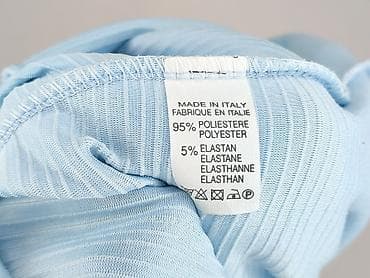 MADE IN ITALY
FABRIQUE EN ITALIE
95% POLIESTERE
POLYESTER
5% ELASTAN
ELASTANE
ELASTHANNE
ELASTHAN